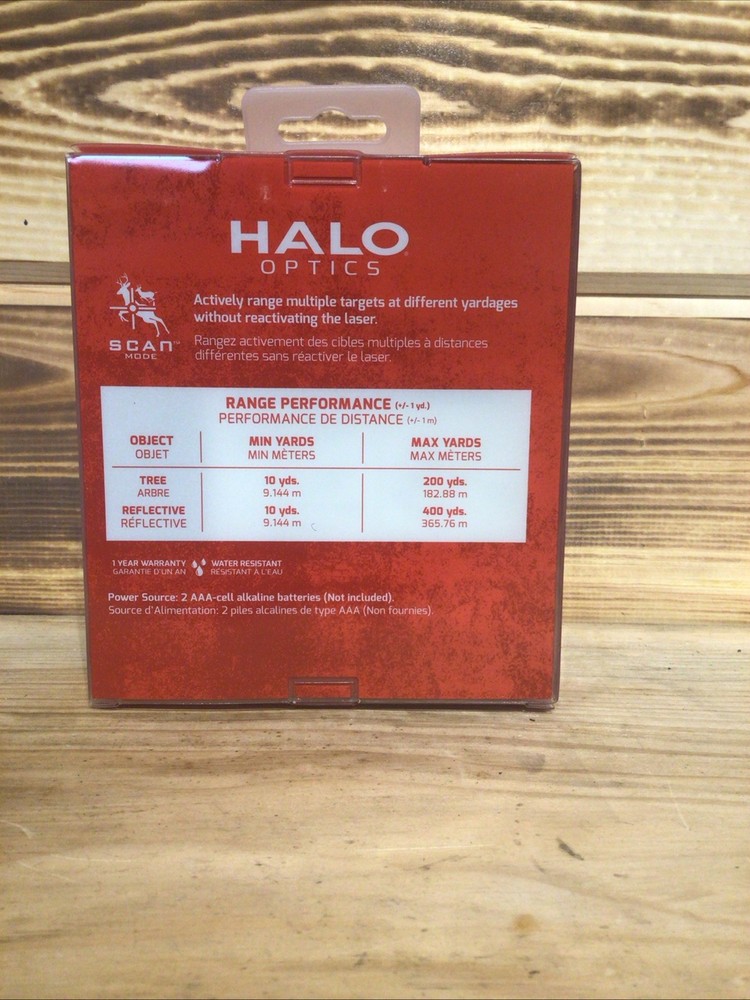 HALO
OPTICS
SCAN™
MODE
Actively range multiple targets at different yardages
without reactivating the laser.
Rangez activement des cibles multiples à distances
différentes sans réactiver le laser.
RANGE PERFORMANCE (+/- 1 yd.)
PERFORMANCE DE DISTANCE (+/- 1 m)
OBJECT MIN YARDS MAX YARDS
OBJET MIN MÈTERS MAX MÈTERS
TREE 10 yds. 200 yds.
ARBRE 9.144 m 182.88 m
REFLECTIVE 10 yds. 400 yds.
RÉFLECTIVE 9.144 m 365.76 m
1 YEAR WARRANTY WATER RESISTANT
GARANTIE D'UN AN RÉSISTANT À L'EAU
Power Source: 2 AAA-cell alkaline batteries (Not included).
Source d'Alimentation: 2 piles alcalines de type AAA (Non fournies).